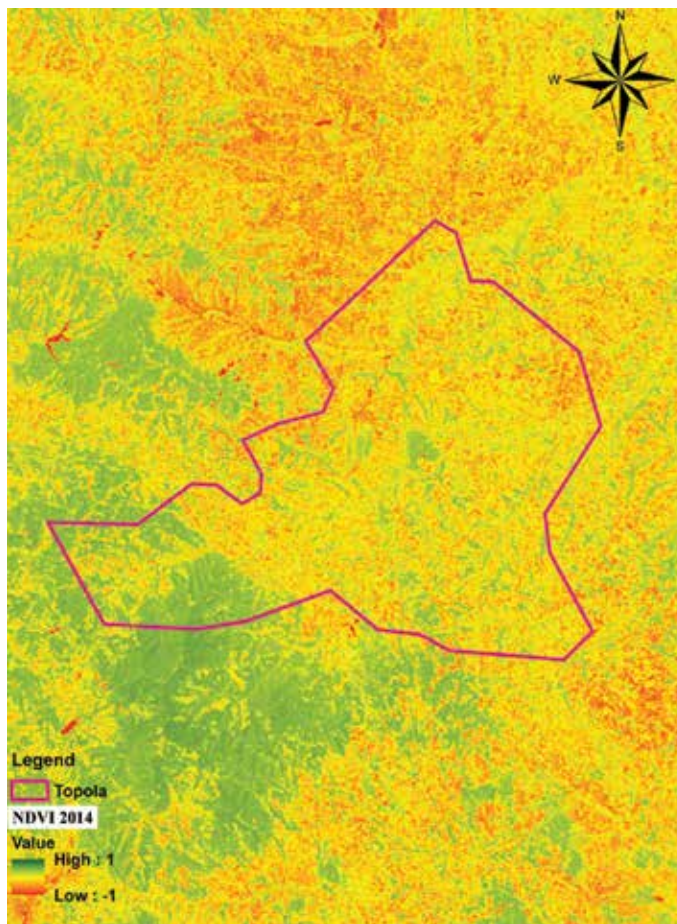 N
W
S
Legend
Topola
NDVI 2014
Value
High : 1
Low : -1